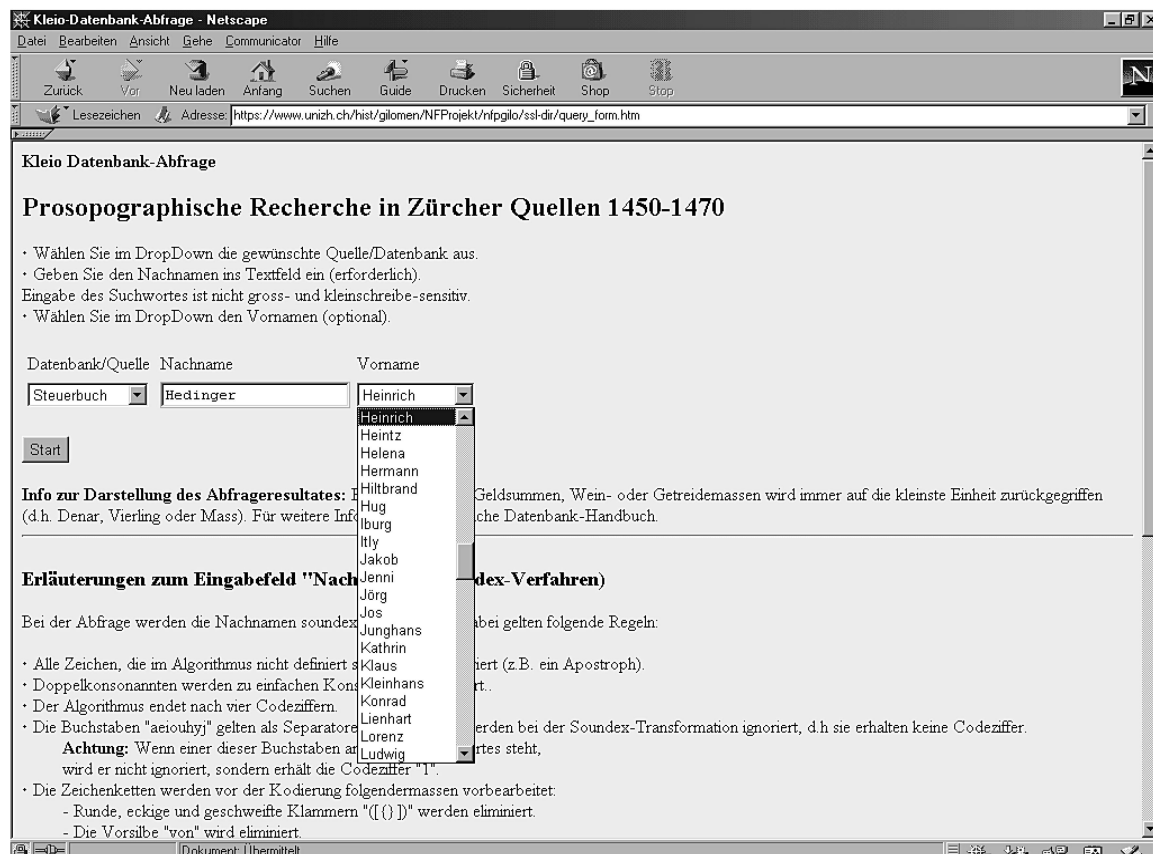 Kleio-Datenbank-Abfrage - Netscape
Datei Bearbeiten Ansicht Gehe Communicator Hilfe
Zurück Vor Neu laden Anfang Suchen Guide Drucken Sicherheit Shop Stop
N
Lesezeichen Adresse: https://www.unizh.ch/hist/gilomen/NFProjekt/nfpgilo/ssl-dir/query_form.htm
Kleio Datenbank-Abfrage
Prosopographische Recherche in Zürcher Quellen 1450-1470
· Wählen Sie im DropDown die gewünschte Quelle/Datenbank aus.
· Geben Sie den Nachnamen ins Textfeld ein (erforderlich).
Eingabe des Suchwortes ist nicht gross- und kleinschreibe-sensitiv.
· Wählen Sie im DropDown den Vornamen (optional).
Datenbank/Quelle Nachname Vorname
Steuerbuch Hedinger Heinrich
Heinrich
Heintz
Helena
Hermann
Hiltbrand
Hug
Iburg
Itly
Jakob
Jenni
Jörg
Jos
Junghans
Kathrin
Klaus
Kleinhans
Konrad
Lienhart
Lorenz
Ludwig
Start
Info zur Darstellung des Abfrageresultates: Geldsummen, Wein- oder Getreidemassen wird immer auf die kleinste Einheit zurückgegriffen
(d.h. Denar, Vierling oder Mass). Für weitere Inf che Datenbank-Handbuch.
Erläuterungen zum Eingabefeld "Nach dex-Verfahren)
Bei der Abfrage werden die Nachnamen soundex abei gelten folgende Regeln:
· Alle Zeichen, die im Algorithmus nicht definiert s iert (z.B. ein Apostroph).
· Doppelkonsonannten werden zu einfachen Kons rt..
· Der Algorithmus endet nach vier Codeziffern.
· Die Buchstaben "aeiouhyj" gelten als Separatore erden bei der Soundex-Transformation ignoriert, d.h sie erhalten keine Codeziffer.
Achtung: Wenn einer dieser Buchstaben an rtes steht,
wird er nicht ignoriert, sondern erhält die Codeziffer "1".
· Die Zeichenketten werden vor der Kodierung folgendermassen vorbearbeitet:
- Runde, eckige und geschweifte Klammern "([{}])" werden eliminiert.
- Die Vorsilbe "von" wird eliminiert.
Dokument: Übermittelt